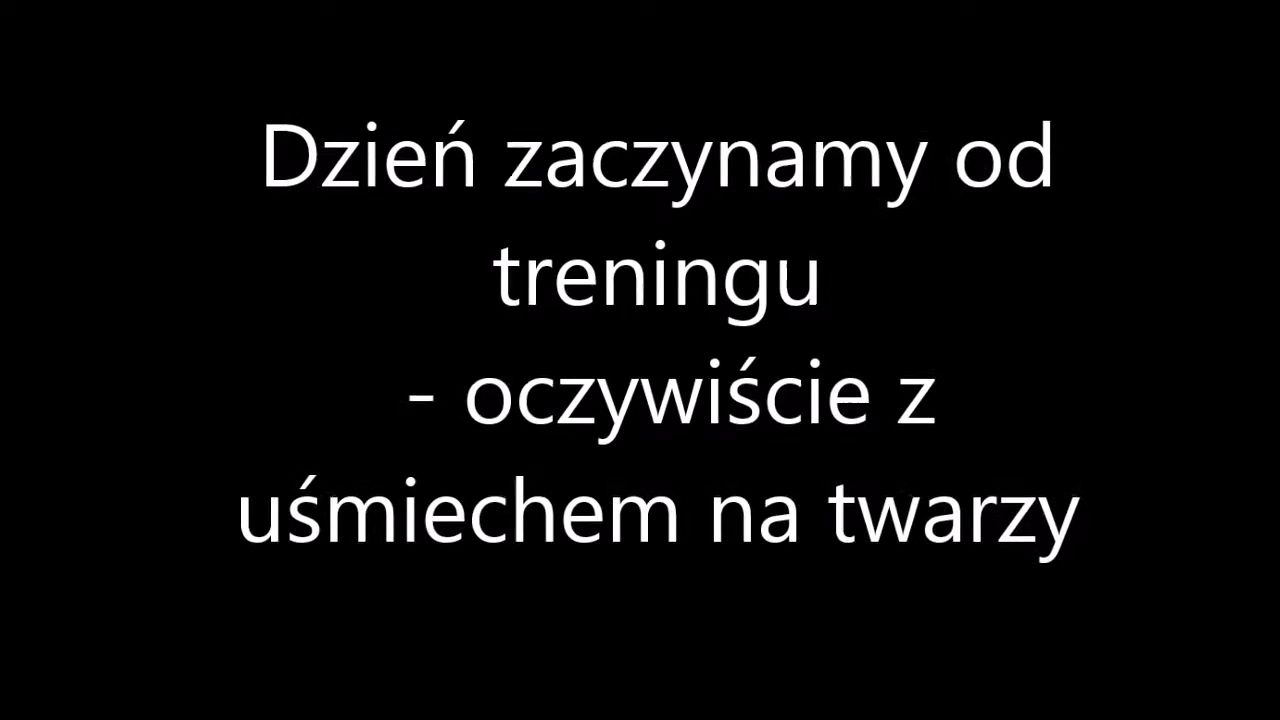 Dzień zaczynamy od
treningu
- oczywiście z
uśmiechem na twarzy